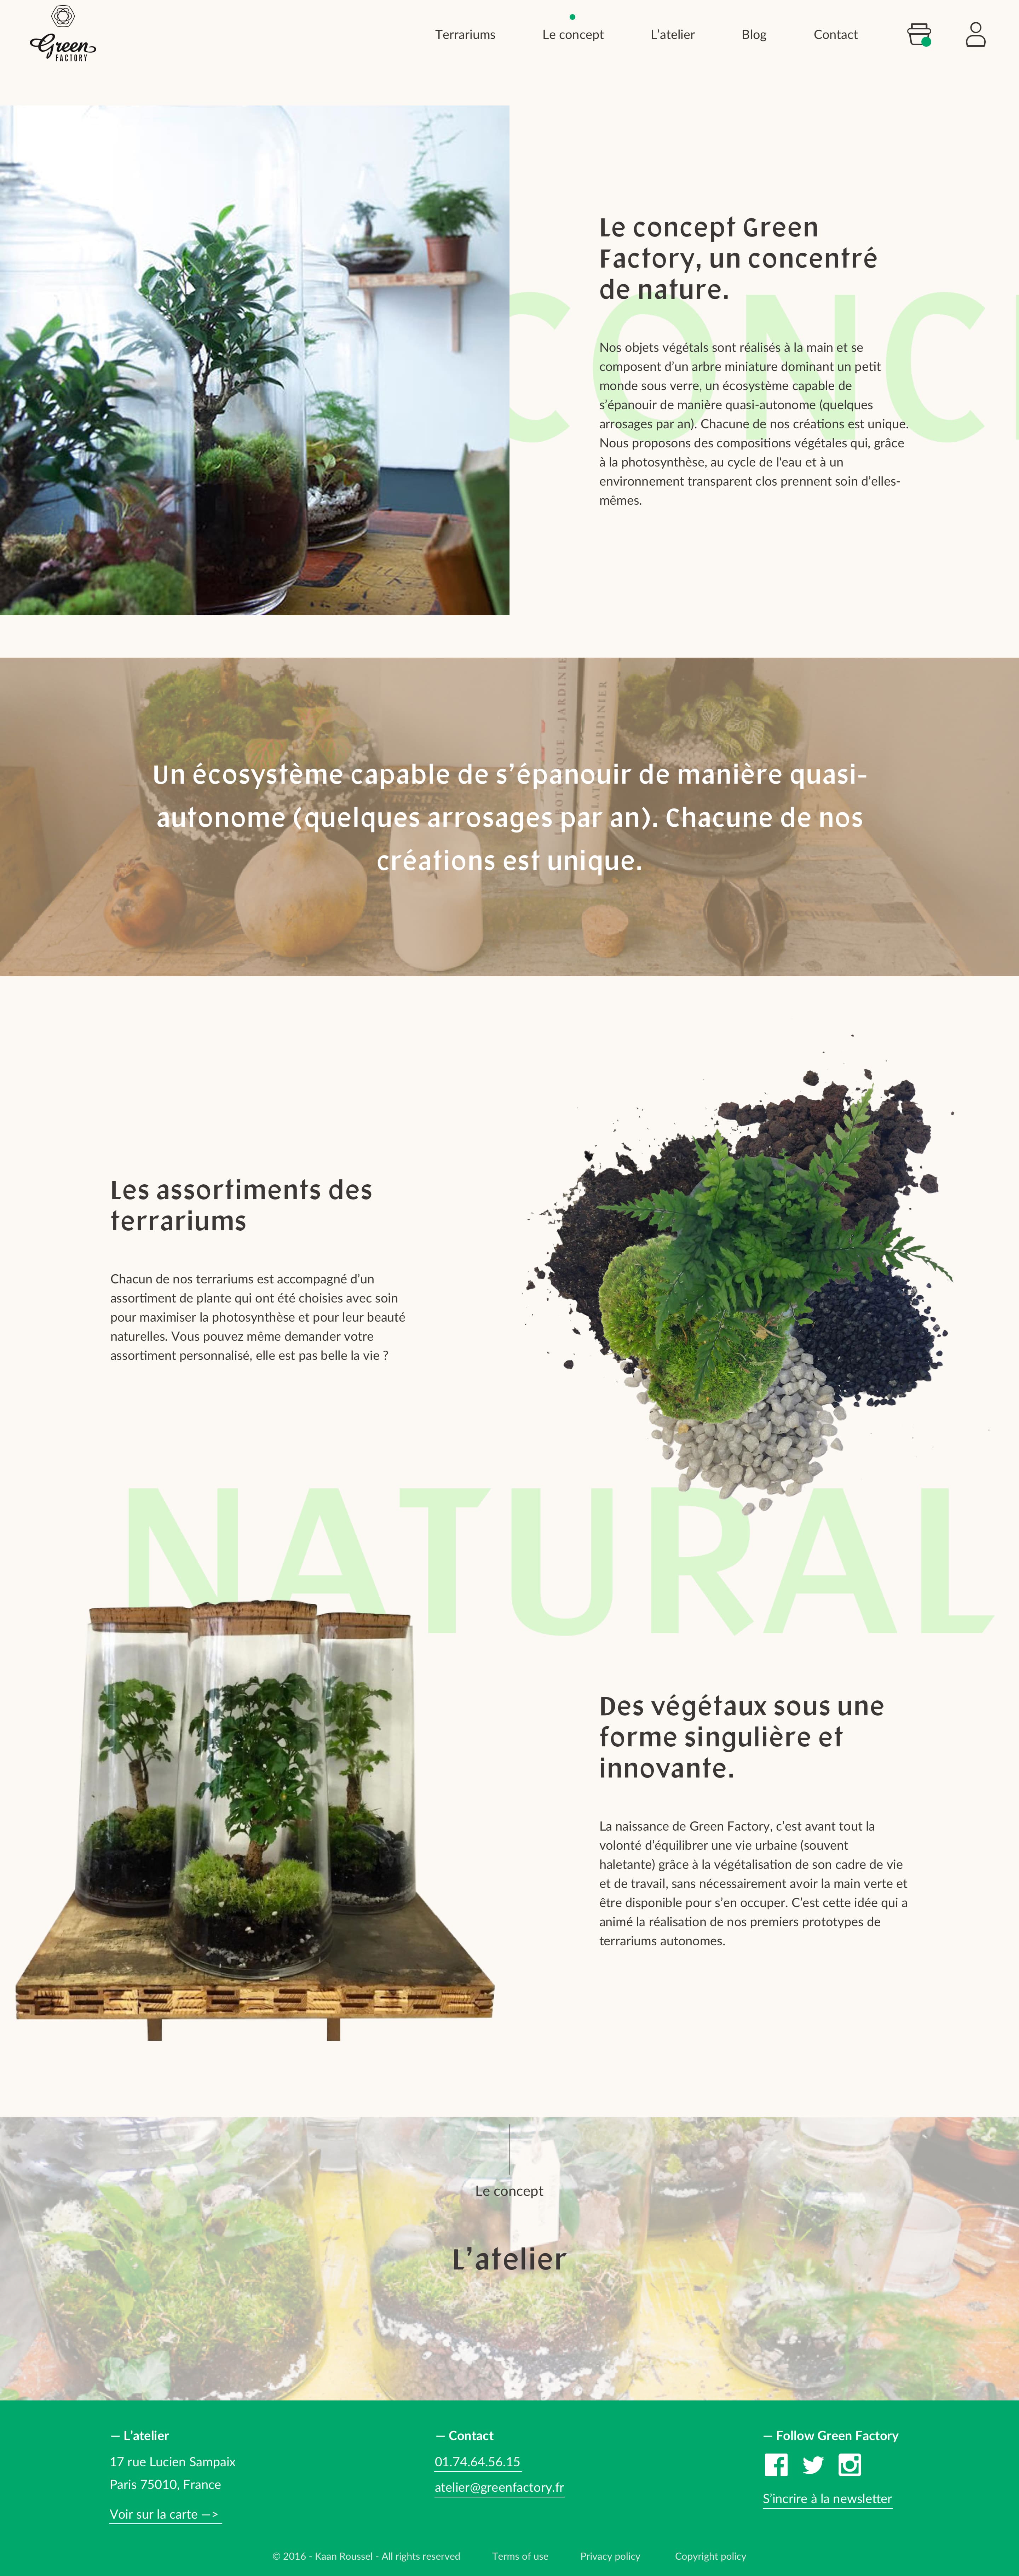 Green
FACTORY
Terrariums
Le concept
L’atelier
Blog
Contact
CONC
Le concept Green
Factory, un concentré
de nature.
Nos objets végétals sont réalisés à la main et se
composent d’un arbre miniature dominant un petit
monde sous verre, un écosystème capable de
s’épanouir de manière quasi-autonome (quelques
arrosages par an). Chacune de nos créations est unique.
Nous proposons des compositions végétales qui, grâce
à la photosynthèse, au cycle de l'eau et à un
environnement transparent clos prennent soin d’elles-
mêmes.
JARDINIER
Un écosystème capable de s’épanouir de manière quasi-
autonome (quelques arrosages par an). Chacune de nos
créations est unique.
Les assortiments des
terrariums
Chacun de nos terrariums est accompagné d’un
assortiment de plante qui ont été choisies avec soin
pour maximiser la photosynthèse et pour leur beauté
naturelles. Vous pouvez même demander votre
assortiment personnalisé, elle est pas belle la vie ?
NATURAL
Des végétaux sous une
forme singulière et
innovante.
La naissance de Green Factory, c’est avant tout la
volonté d’équilibrer une vie urbaine (souvent
haletante) grâce à la végétalisation de son cadre de vie
et de travail, sans nécessairement avoir la main verte et
être disponible pour s’en occuper. C’est cette idée qui a
animé la réalisation de nos premiers prototypes de
terrariums autonomes.
Le concept
L’atelier
— L’atelier
17 rue Lucien Sampaix
Paris 75010, France
Voir sur la carte —>
— Contact
01.74.64.56.15
atelier@greenfactory.fr
— Follow Green Factory
S’incrire à la newsletter
© 2016 - Kaan Roussel - All rights reserved
Terms of use
Privacy policy
Copyright policy